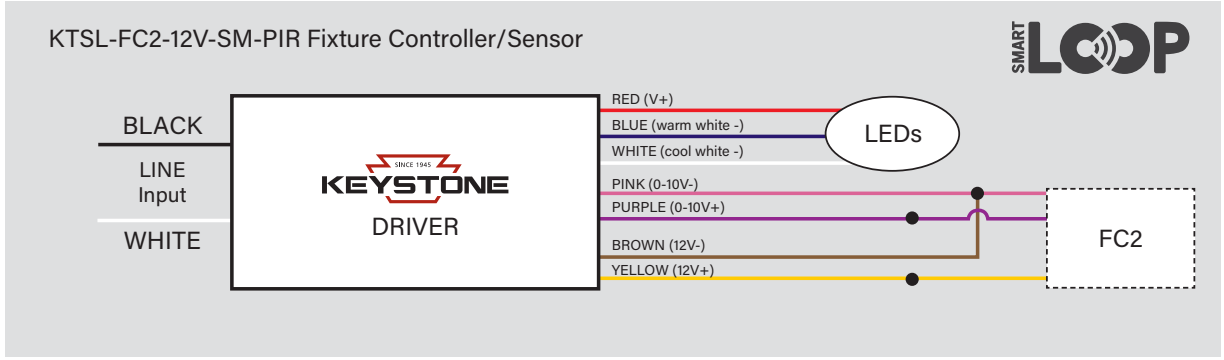 KTSL-FC2-12V-SM-PIR Fixture Controller/Sensor
SMART
LOOP
BLACK
LINE
Input
WHITE
SINCE 1945
KEYSTONE
DRIVER
RED (V+)
BLUE (warm white -)
WHITE (cool white -)
PINK (0-10V-)
PURPLE (0-10V+)
BROWN (12V-)
YELLOW (12V+)
LEDs
FC2